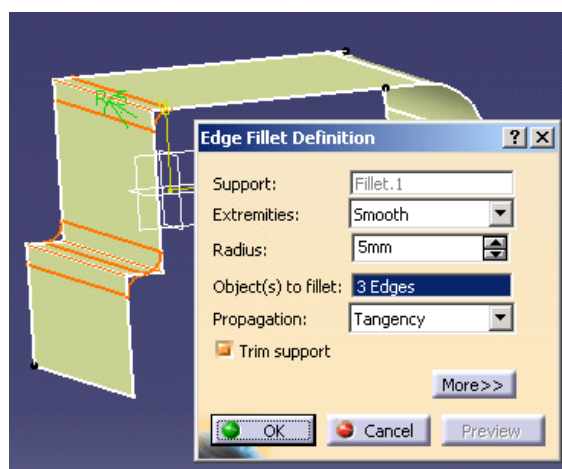 R 5
Edge Fillet Definition
Support: Fillet.1
Extremities: Smooth
Radius: 5mm
Object(s) to fillet: 3 Edges
Propagation: Tangency
Trim support
More>>
OK Cancel Preview